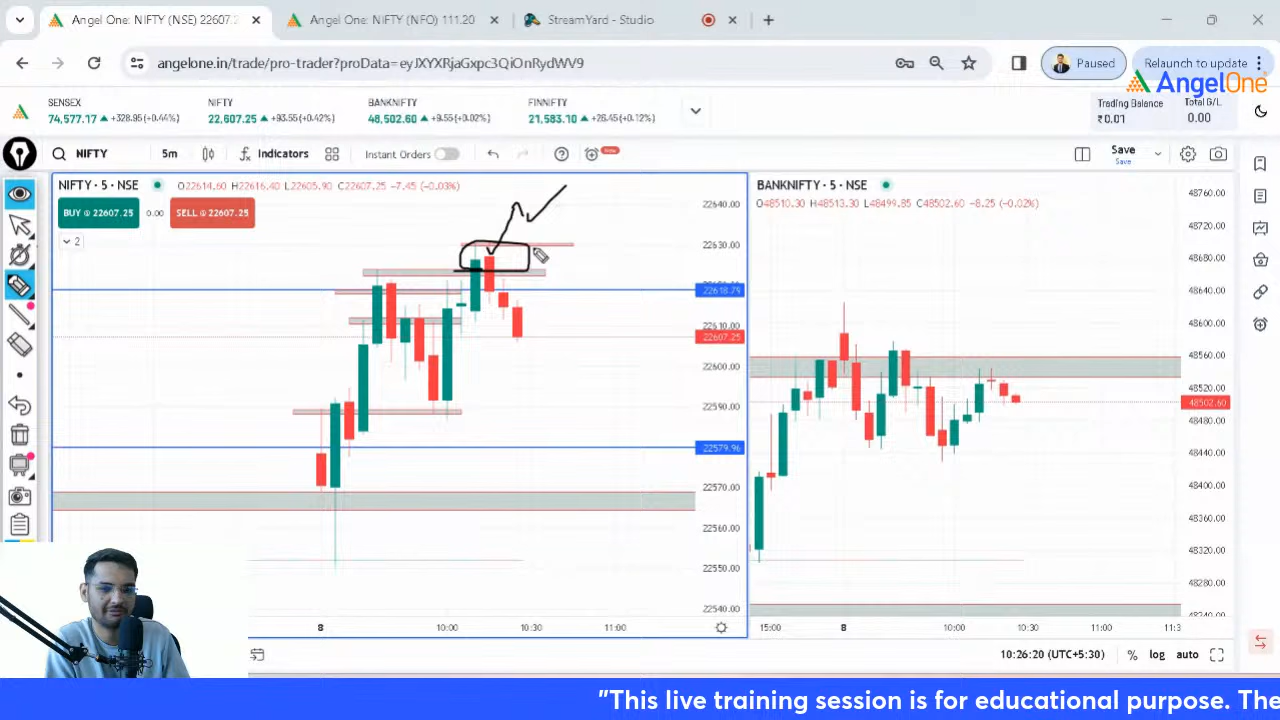 Angel One: NIFTY (NSE) 22607.2
Angel One: NIFTY (NFO) 111.20
StreamYard - Studio
angelone.in/trade/pro-trader?proData=eyJXYXRjaGxpc3QiOnRydWV9
Paused
Relaunch to update
AngelOne
SENSEX
74,577.17 +328.95(+0.44%)
NIFTY
22,607.25 +93.55(+0.42%)
BANKNIFTY
48,502.60 +9.55(+0.02%)
FINNIFTY
21,583.10 +26.45(+0.12%)
Trading Balance
₹0.01
Total G/L
0.00
NIFTY
5m
Indicators
Instant Orders
New
Save
Save
NIFTY · 5 · NSE
O22614.60 H22616.40 L22605.90 C22607.25 -7.45 (-0.03%)
BUY @ 22607.25
0.00
SELL @ 22607.25
2
22640.00
22630.00
22618.79
22610.00
22607.25
22600.00
22590.00
22579.96
22570.00
22560.00
22550.00
22540.00
8
10:00
10:30
11:00
BANKNIFTY · 5 · NSE
O48510.30 H48513.30 L48499.85 C48502.60 -8.25 (-0.02%)
48760.00
48720.00
48680.00
48640.00
48600.00
48560.00
48520.00
48502.60
48480.00
48440.00
48400.00
48360.00
48320.00
48280.00
48240.00
15:00
8
10:00
10:30
11:00
11:3
10:26:20 (UTC+5:30)
%
log
auto
"This live training session is for educational purpose. The